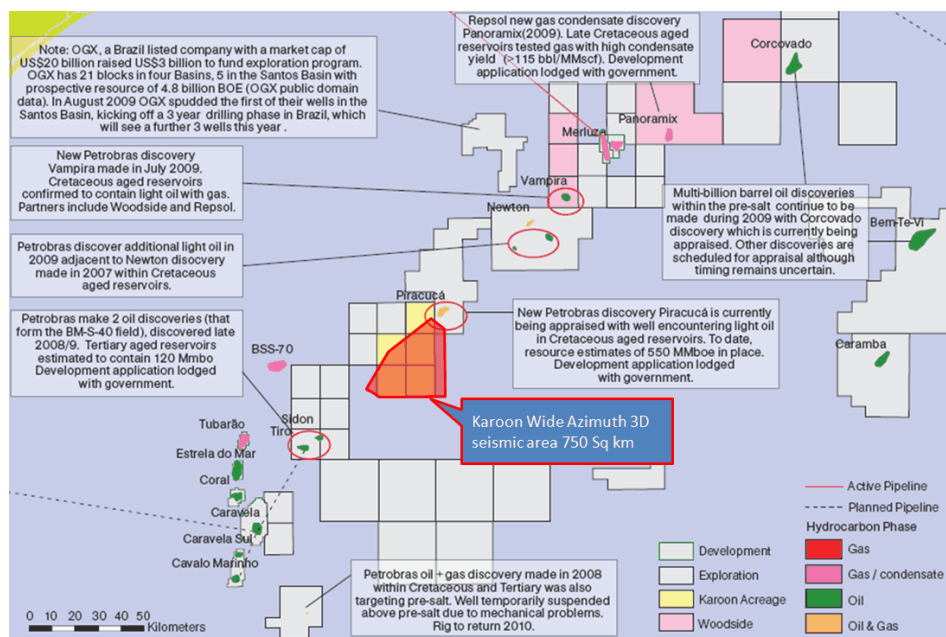 Note: OGX, a Brazil listed company with a market cap of
US$20 billion raised US$3 billion to fund exploration program.
OGX has 21 blocks in four Basins, 5 in the Santos Basin with
prospective resource of 4.8 billion BOE (OGX public domain
data). In August 2009 OGX spudded the first of their wells in the
Santos Basin, kicking off a 3 year drilling phase in Brazil, which
will see a further 3 wells this year .
Repsol new gas condensate discovery
Panoramix(2009). Late Cretaceous aged
reservoirs tested gas with high condensate
yield (>115 bbl/MMscf). Development
application lodged with government.
Corcovado
Merluza
Panoramix
New Petrobras discovery
Vampira made in July 2009.
Cretaceous aged reservoirs
confirmed to contain light oil with gas.
Partners include Woodside and Repsol.
Vampira
Newton
Multi-billion barrel oil discoveries
within the pre-salt continue to be
made during 2009 with Corcovado
discovery which is currently being
appraised. Other discoveries are
scheduled for appraisal although
timing remains uncertain.
Bem-Te-Vi
Petrobras discover additional light oil in
2009 adjacent to Newton disovery
made in 2007 within Cretaceous
aged reservoirs.
Piracucá
Petrobras make 2 oil discoveries (that
form the BM-S-40 field), discovered late
2008/9. Tertiary aged reservoirs
estimated to contain 120 Mmbo
Development application lodged
with government.
New Petrobras discovery Piracucá is currently
being appraised with well encountering light oil
in Cretaceous aged reservoirs. To date,
resource estimates of 550 MMboe in place.
Development application lodged
with government.
Caramba
BSS-70
Karoon Wide Azimuth 3D
seismic area 750 Sq km
Sidon
Tiro
Tubarão
Estrela do Mar
Coral
Caravela
Caravela Sul
Cavalo Marinho
Petrobras oil + gas discovery made in 2008
within Cretaceous and Tertiary was also
targeting pre-salt. Well temporarily suspended
above pre-salt due to mechanical problems.
Rig to return 2010.
0 10 20 30 40 50
Kilometers
Active Pipeline
Planned Pipeline
Hydrocarbon Phase
Development
Exploration
Karoon Acreage
Woodside
Gas
Gas / condensate
Oil
Oil & Gas